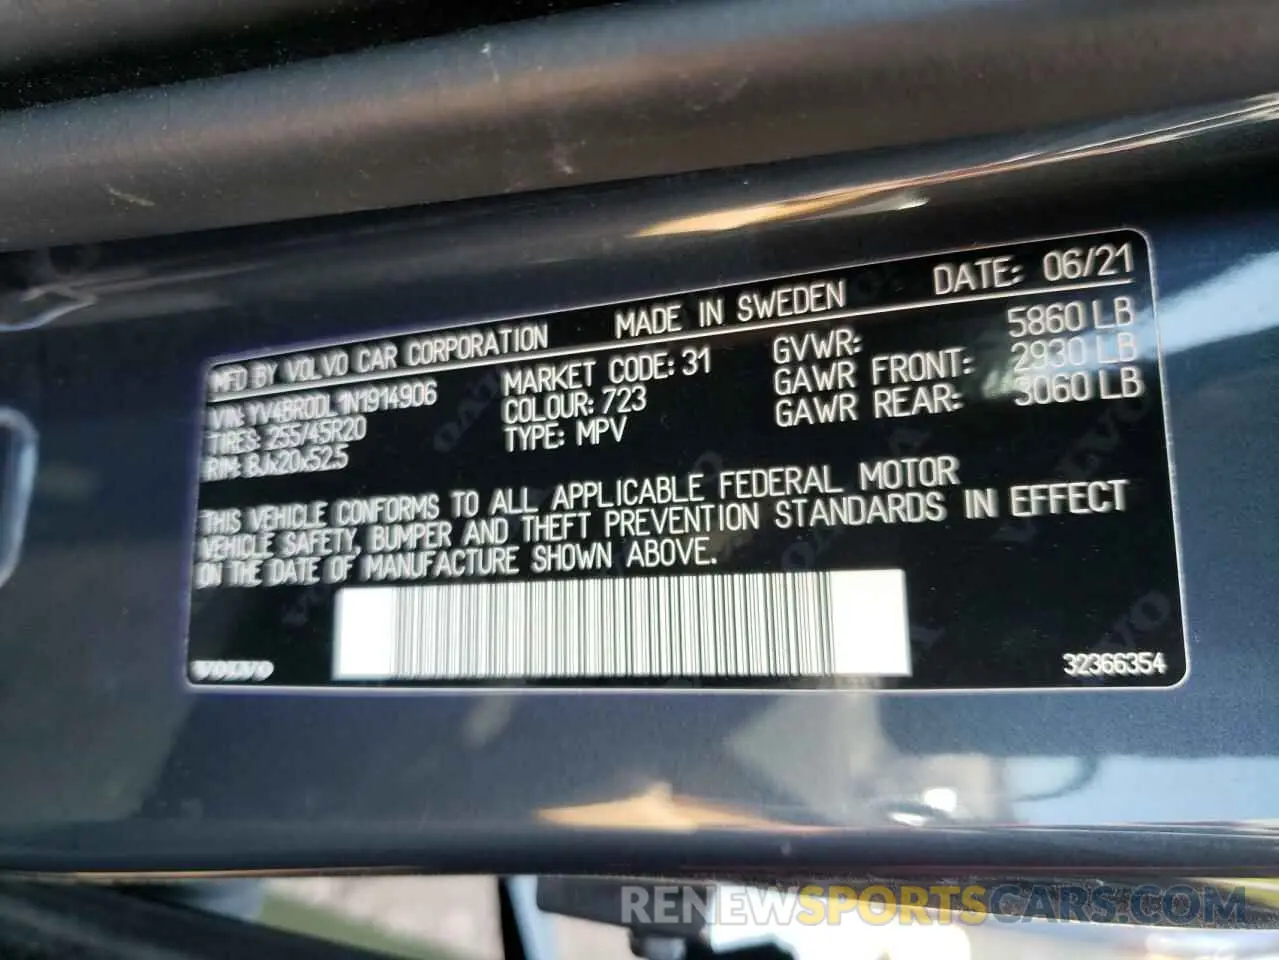 MFD BY VOLVO CAR CORPORATION MADE IN SWEDEN DATE: 06/21
VIN: YV4BR0DL1N1914906 MARKET CODE: 31 GVWR: 5860 LB
TIRES: 255/45R20 COLOUR: 723 GAWR FRONT: 2930 LB
RIM: 8Jx20x52.5 TYPE: MPV GAWR REAR: 3060 LB
THIS VEHICLE CONFORMS TO ALL APPLICABLE FEDERAL MOTOR
VEHICLE SAFETY, BUMPER AND THEFT PREVENTION STANDARDS IN EFFECT
ON THE DATE OF MANUFACTURE SHOWN ABOVE.
VOLVO 32366354
RENEWSPORTSCARS.COM